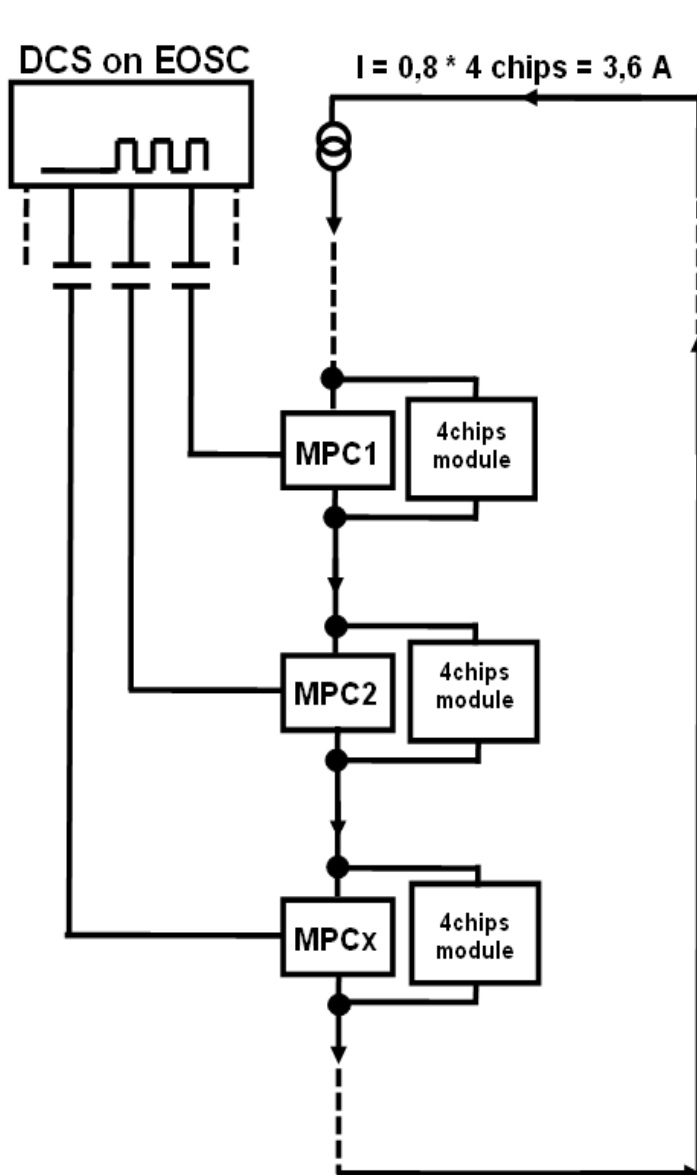 DCS on EOSC
I = 0,8 * 4 chips = 3,6 A
MPC1
4chips
module
MPC2
4chips
module
MPCx
4chips
module